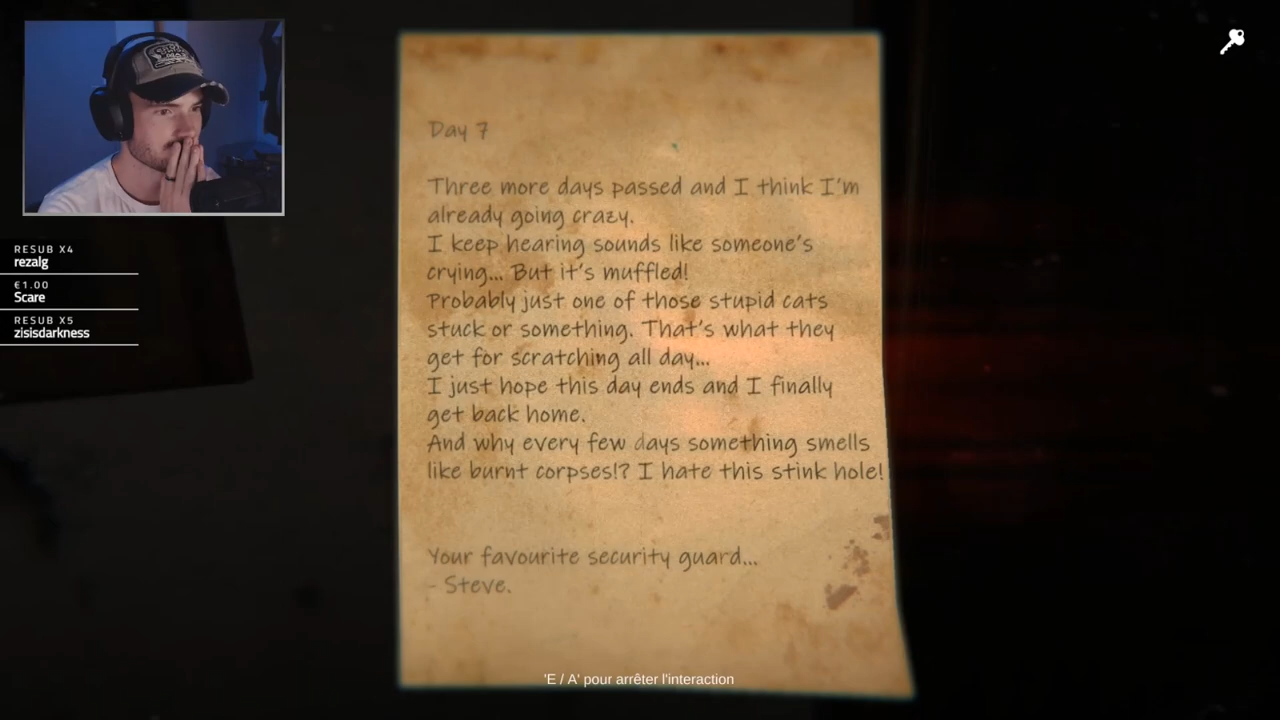 RESUB X4
rezalg
€1.00
Scare
RESUB X5
zisisdarkness
Day 7
Three more days passed and I think I'm
already going crazy.
I keep hearing sounds like someone's
crying... But it's muffled!
Probably just one of those stupid cats
stuck or something. That's what they
get for scratching all day...
I just hope this day ends and I finally
get back home.
And why every few days something smells
like burnt corpses!? I hate this stink hole!
Your favourite security guard...
- Steve.
'E / A' pour arrêter l'interaction